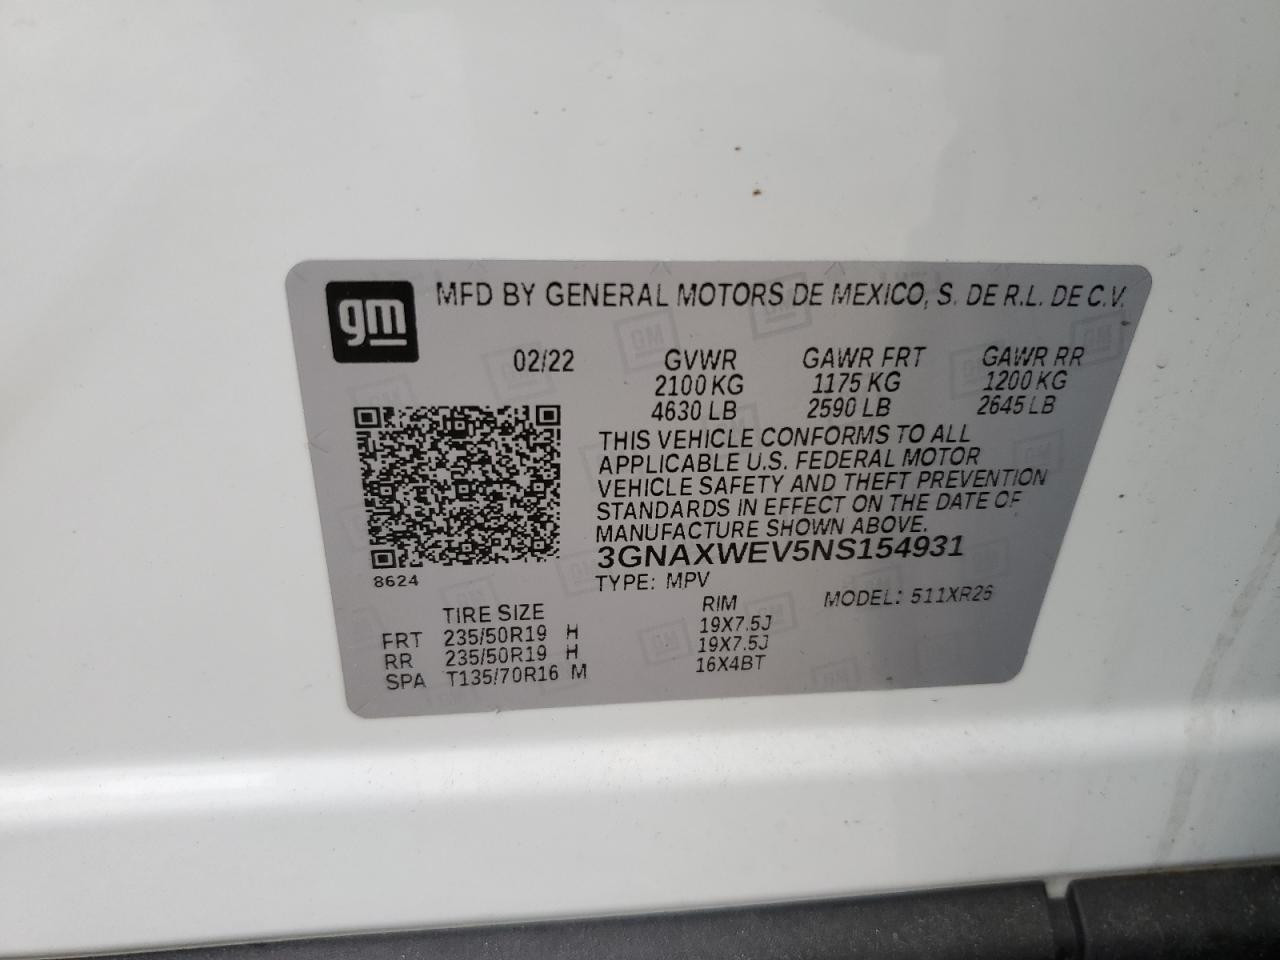 gm
MFD BY GENERAL MOTORS DE MEXICO, S. DE R.L. DE C.V.
02/22 GVWR GAWR FRT GAWR RR
2100 KG 1175 KG 1200 KG
4630 LB 2590 LB 2645 LB
THIS VEHICLE CONFORMS TO ALL
APPLICABLE U.S. FEDERAL MOTOR
VEHICLE SAFETY AND THEFT PREVENTION
STANDARDS IN EFFECT ON THE DATE OF
MANUFACTURE SHOWN ABOVE.
3GNAXWEV5NS154931
8624
TYPE: MPV MODEL: 511XR26
TIRE SIZE RIM
FRT 235/50R19 H 19X7.5J
RR 235/50R19 H 19X7.5J
SPA T135/70R16 M 16X4BT